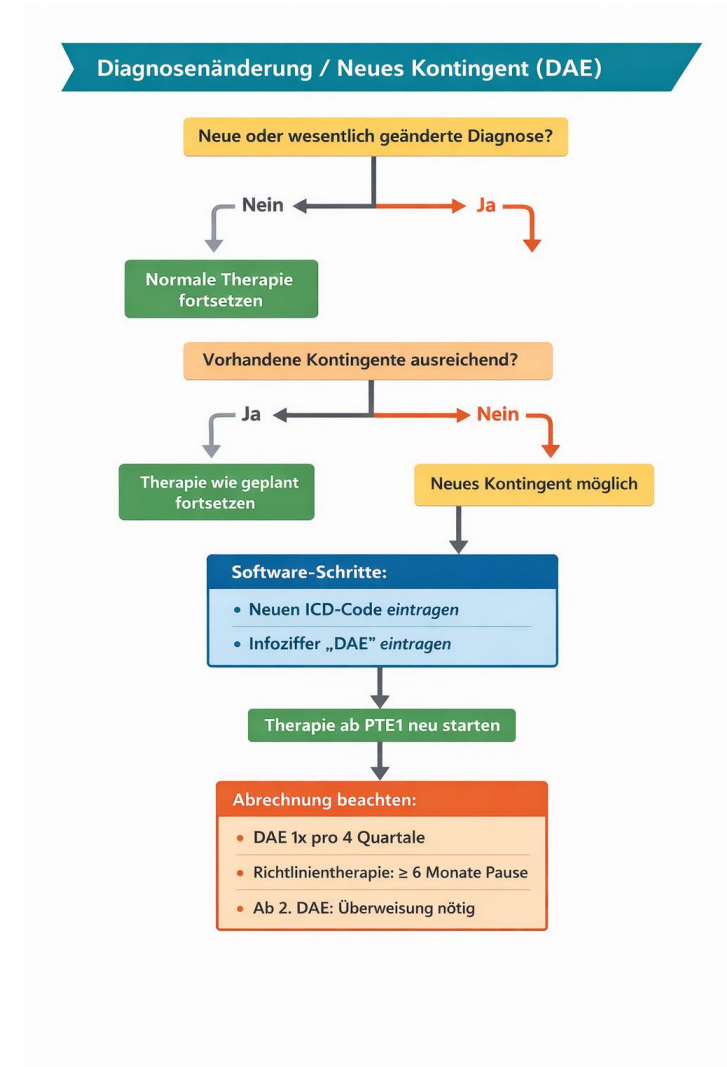 Diagnosenänderung / Neues Kontingent (DAE)
Neue oder wesentlich geänderte Diagnose?
Nein
Ja
Normale Therapie
fortsetzen
Vorhandene Kontingente ausreichend?
Ja
Nein
Therapie wie geplant
fortsetzen
Neues Kontingent möglich
Software-Schritte:
• Neuen ICD-Code eintragen
• Infoziffer „DAE” eintragen
Therapie ab PTE1 neu starten
Abrechnung beachten:
• DAE 1x pro 4 Quartale
• Richtlinientherapie: ≥ 6 Monate Pause
• Ab 2. DAE: Überweisung nötig